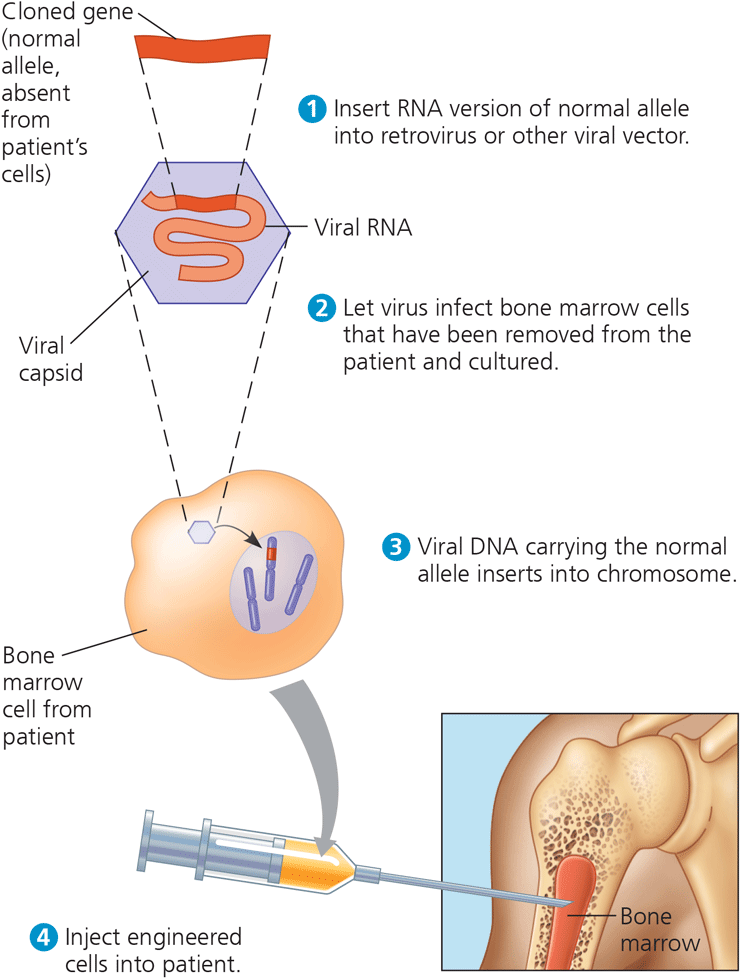 Cloned gene
(normal
allele,
absent
from
patient's
cells)
1 Insert RNA version of normal allele
into retrovirus or other viral vector.
Viral RNA
2 Let virus infect bone marrow cells
that have been removed from the
patient and cultured.
Viral
capsid
3 Viral DNA carrying the normal
allele inserts into chromosome.
Bone
marrow
cell from
patient
Bone
marrow
4 Inject engineered
cells into patient.